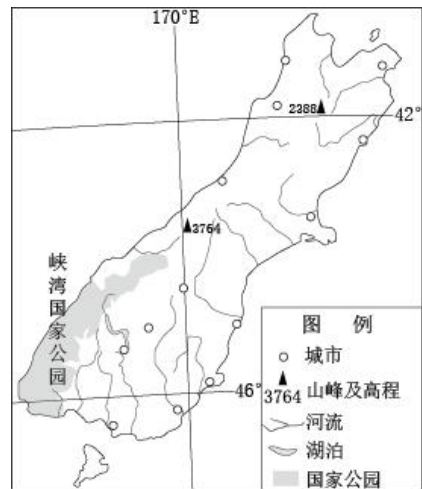 170°E
2388
42°
3764
峡湾国家公园
46°
图 例
城市
3764
山峰及高程
河流
湖泊
国家公园